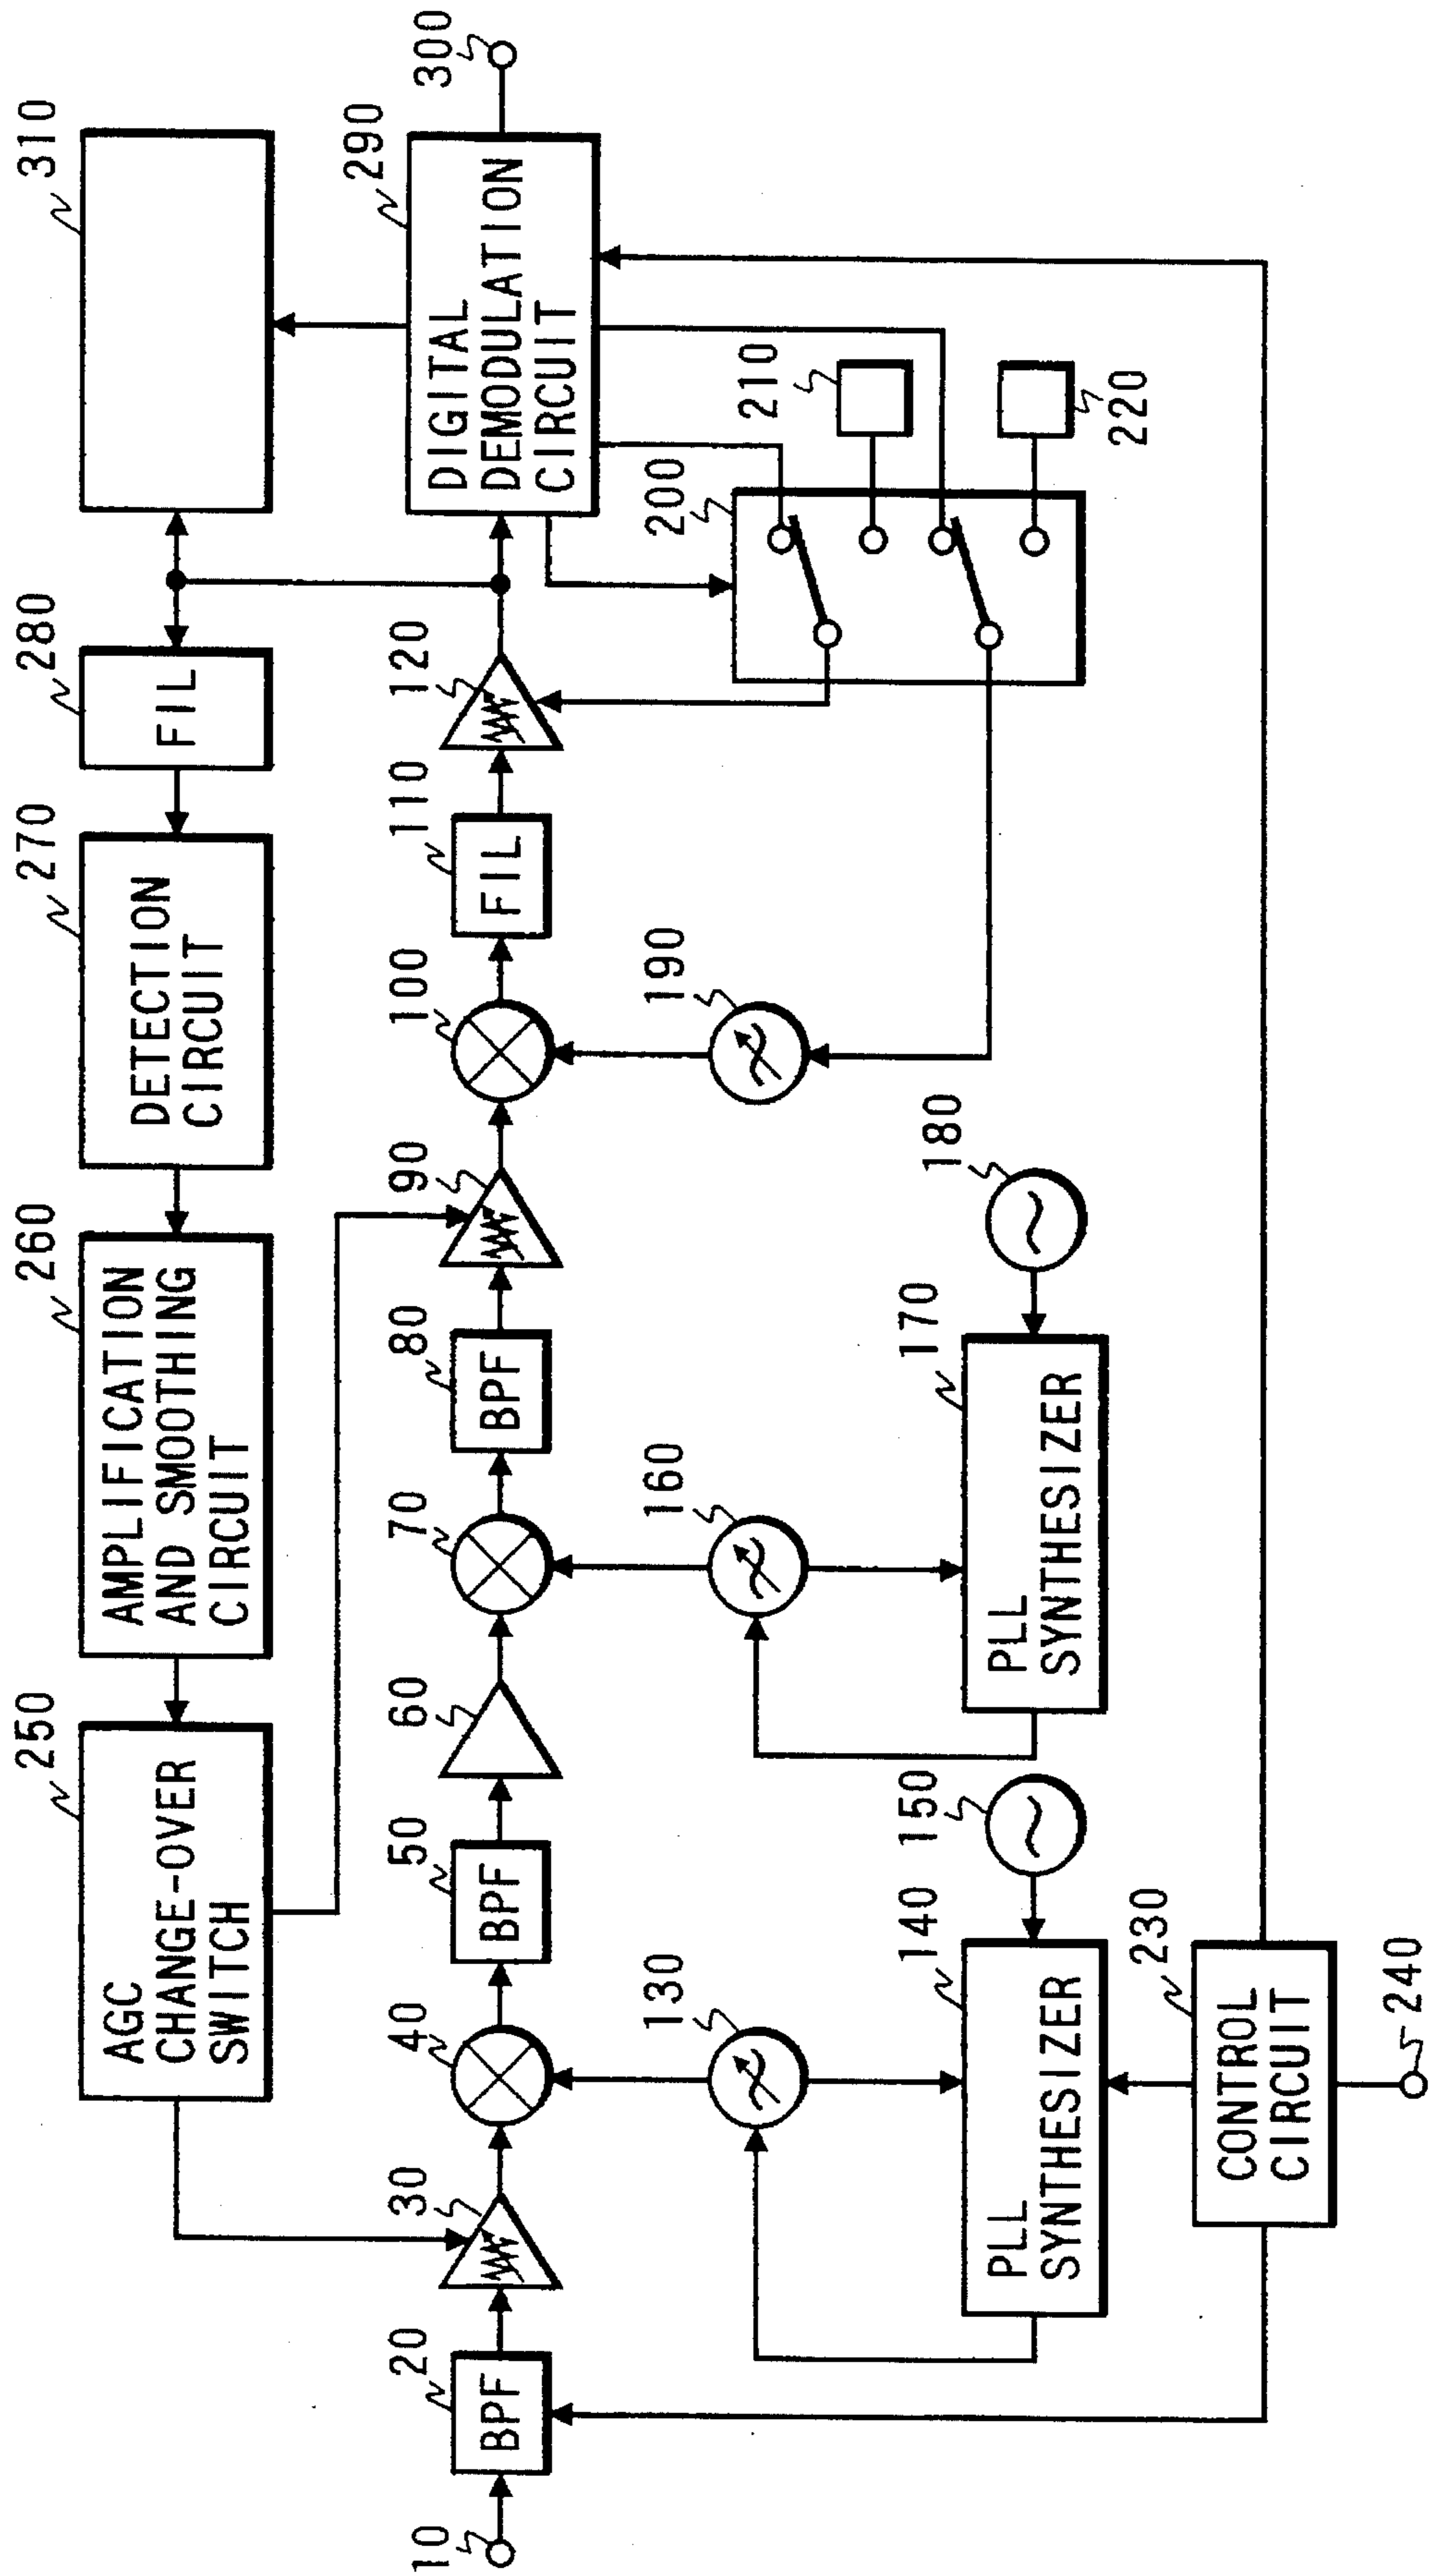 250
AGC
CHANGE-OVER
SWITCH
260
AMPLIFICATION
AND SMOOTHING
CIRCUIT
270
DETECTION
CIRCUIT
280
FIL
310
10
20
BPF
30
40
50
BPF
60
70
80
BPF
90
100
110
FIL
120
290
DIGITAL
DEMODULATION
CIRCUIT
300
130
160
190
200
210
220
140
PLL
SYNTHESIZER
150
170
PLL
SYNTHESIZER
180
230
CONTROL
CIRCUIT
240